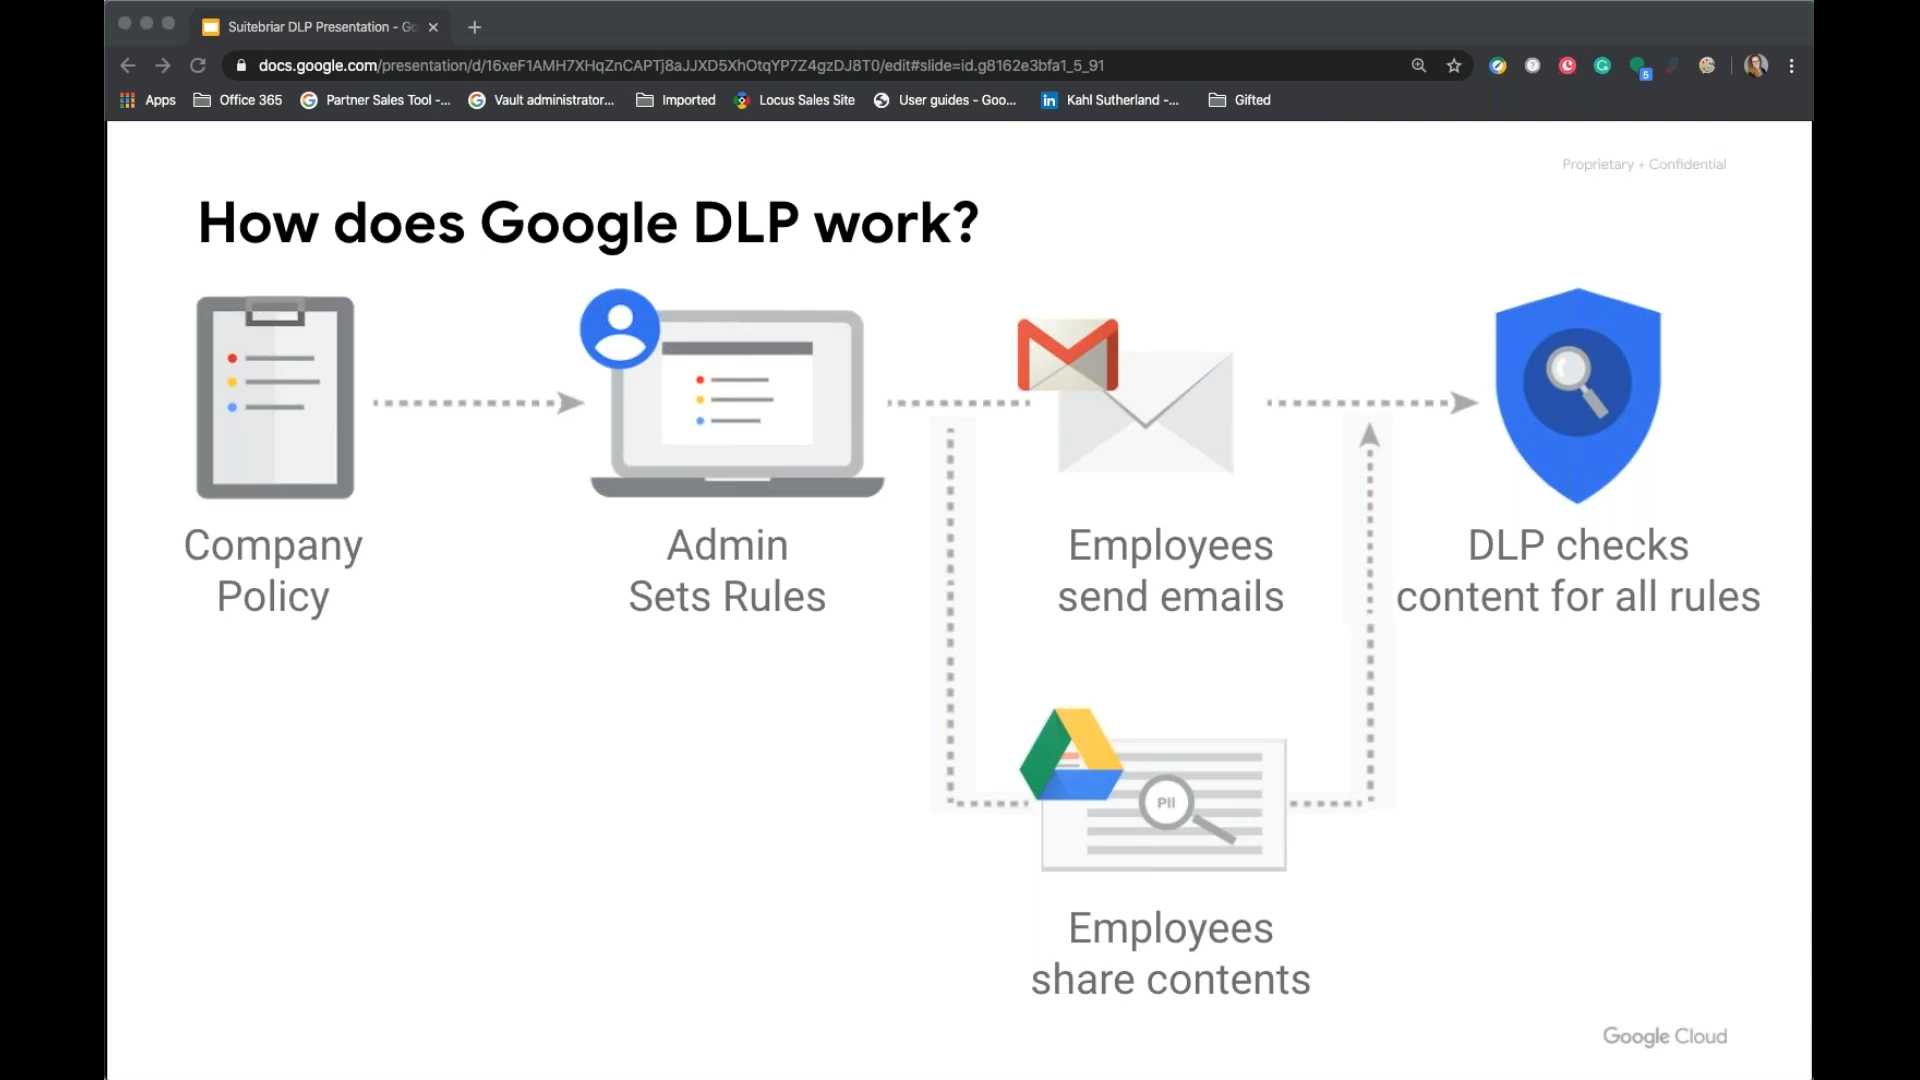 Suitebriar DLP Presentation - Go
docs.google.com/presentation/d/16xeF1AMH7XHqZnCAPTj8aJJXD5XhOtqYP7Z4gzDJ8T0/edit#slide=id.g8162e3bfa1_5_91
5
Apps Office 365 Partner Sales Tool -... Vault administrator... Imported Locus Sales Site User guides - Goo... in Kahl Sutherland -... Gifted
Proprietary + Confidential
How does Google DLP work?
Company
Policy
Admin
Sets Rules
Employees
send emails
DLP checks
content for all rules
PII
Employees
share contents
Google Cloud